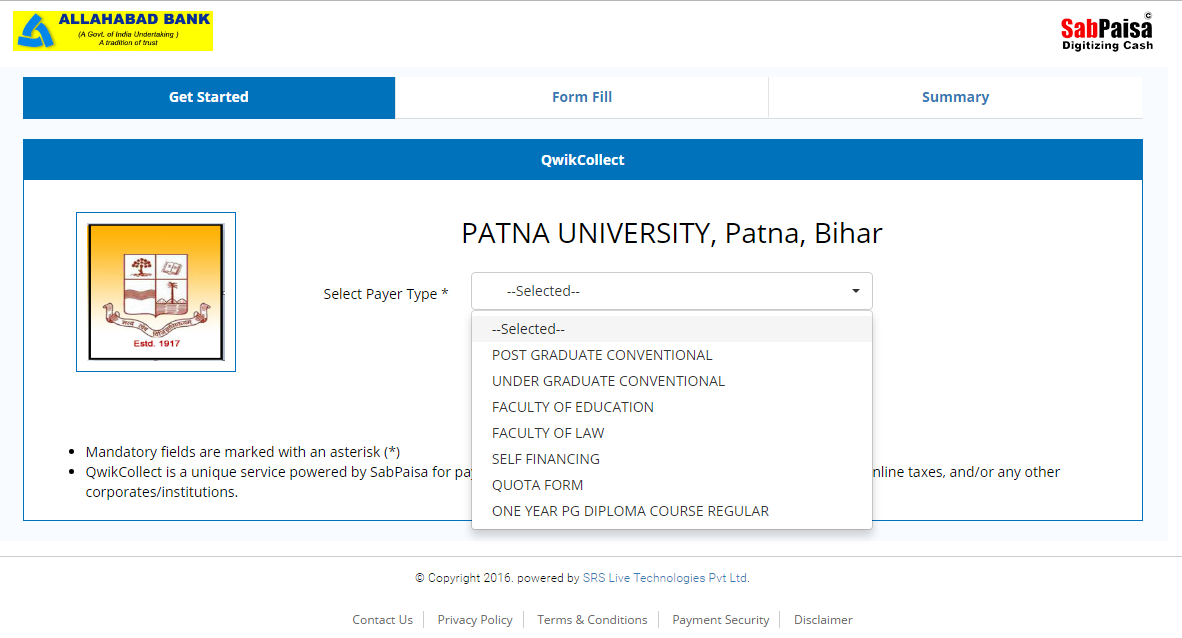 ALLAHABAD BANK
(A Govt. of India Undertaking )
A tradition of trust
©
SabPaisa
Digitizing Cash
Get Started
Form Fill
Summary
QwikCollect
PATNA UNIVERSITY, Patna, Bihar
Estd. 1917
Select Payer Type *
--Selected--
--Selected--
POST GRADUATE CONVENTIONAL
UNDER GRADUATE CONVENTIONAL
FACULTY OF EDUCATION
FACULTY OF LAW
SELF FINANCING
QUOTA FORM
ONE YEAR PG DIPLOMA COURSE REGULAR
Mandatory fields are marked with an asterisk (*)
QwikCollect is a unique service powered by SabPaisa for taxes, and/or any other
corporates/institutions.
© Copyright 2016. powered by SRS Live Technologies Pvt Ltd.
Contact Us
Privacy Policy
Terms & Conditions
Payment Security
Disclaimer